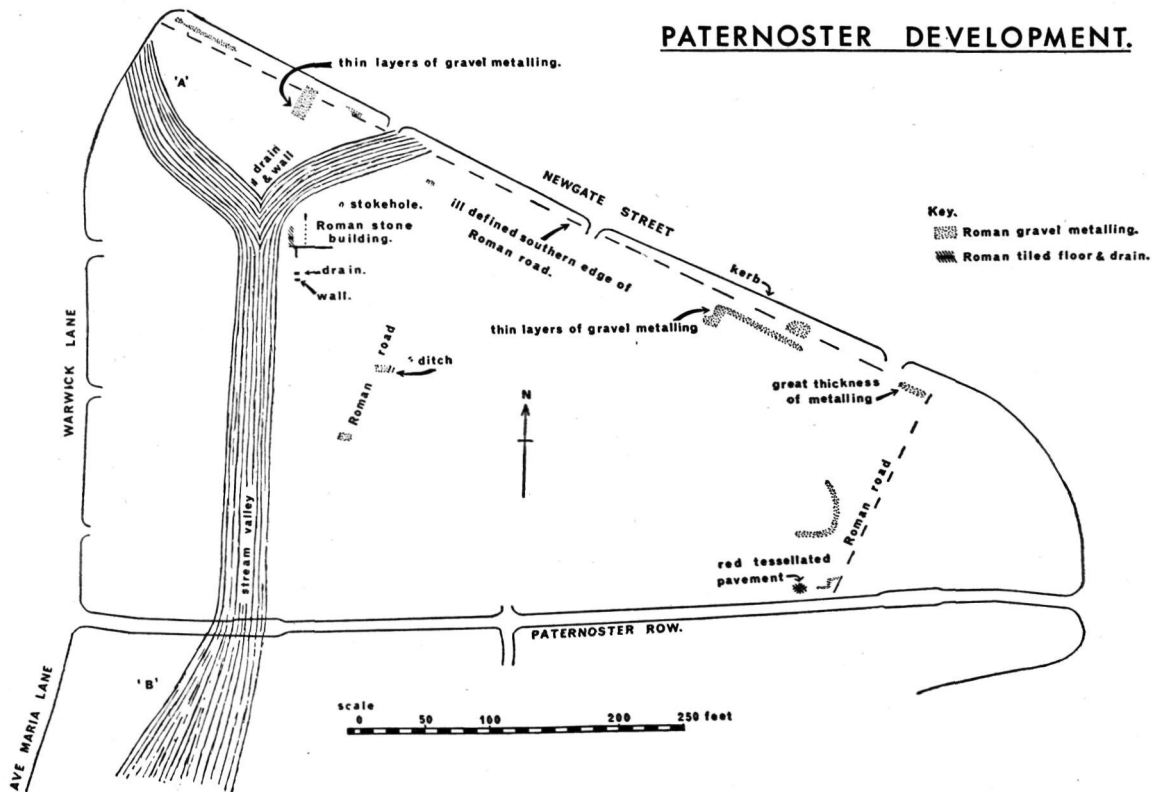 PATERNOSTER DEVELOPMENT.
thin layers of gravel metalling.
'A'
drain
& wall
stokehole.
Roman stone
building.
drain.
wall.
NEWGATE STREET
ill defined southern edge of
Roman road.
kerb
Key.
Roman gravel metalling.
Roman tiled floor & drain.
thin layers of gravel metalling
Roman road
ditch
great thickness
of metalling
N
WARWICK LANE
stream valley
Roman road
red tessellated
pavement
PATERNOSTER ROW.
'B'
AVE MARIA LANE
scale
0 50 100 200 250 feet